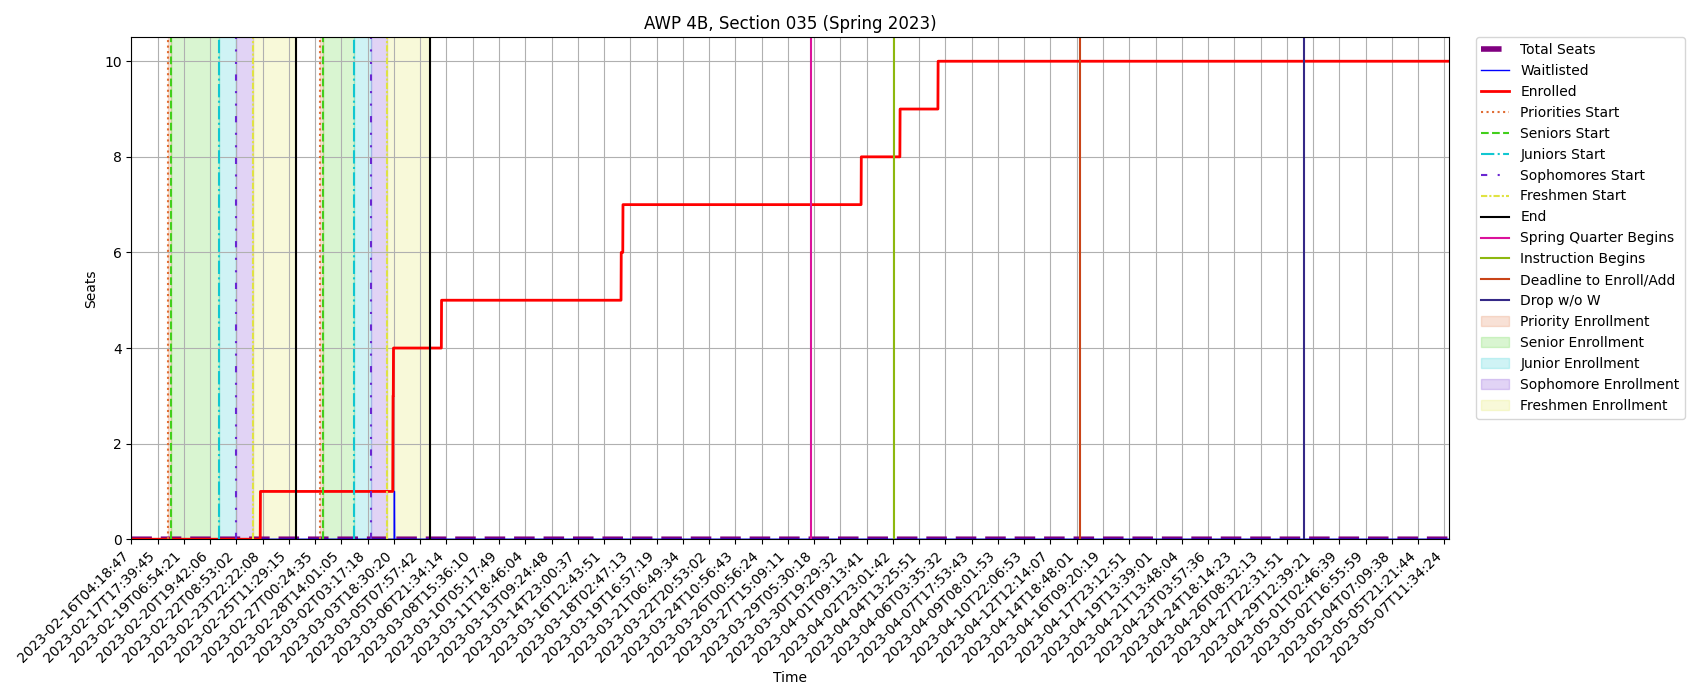 AWP 4B, Section 035 (Spring 2023)
10
8
6
4
2
0
Seats
Total Seats
Waitlisted
Enrolled
Priorities Start
Seniors Start
Juniors Start
Sophomores Start
Freshmen Start
End
Spring Quarter Begins
Instruction Begins
Deadline to Enroll/Add
Drop w/o W
Priority Enrollment
Senior Enrollment
Junior Enrollment
Sophomore Enrollment
Freshmen Enrollment
2023-02-16T04:18:47
2023-02-17T17:39:45
2023-02-19T06:54:21
2023-02-20T19:42:06
2023-02-22T08:53:02
2023-02-23T22:22:08
2023-02-25T11:29:15
2023-02-27T00:24:35
2023-02-28T14:01:05
2023-03-02T03:17:18
2023-03-03T18:30:20
2023-03-05T07:57:42
2023-03-06T21:34:14
2023-03-08T15:36:10
2023-03-10T05:17:49
2023-03-11T18:46:04
2023-03-13T09:24:48
2023-03-14T23:00:37
2023-03-16T12:43:51
2023-03-18T02:47:13
2023-03-19T16:57:19
2023-03-21T06:49:34
2023-03-22T20:53:02
2023-03-24T10:56:43
2023-03-26T00:56:24
2023-03-27T15:09:11
2023-03-29T05:30:18
2023-03-30T19:29:32
2023-04-01T09:13:41
2023-04-02T23:01:42
2023-04-04T13:25:51
2023-04-06T03:35:32
2023-04-07T17:53:43
2023-04-09T08:01:53
2023-04-10T22:06:53
2023-04-12T12:14:07
2023-04-14T18:48:01
2023-04-16T09:20:19
2023-04-17T23:12:51
2023-04-19T13:39:01
2023-04-21T13:48:04
2023-04-23T03:57:36
2023-04-24T18:14:23
2023-04-26T08:32:13
2023-04-27T22:31:51
2023-04-29T12:39:21
2023-05-01T02:46:39
2023-05-02T16:55:59
2023-05-04T07:09:38
2023-05-05T21:21:44
2023-05-07T11:34:24
Time